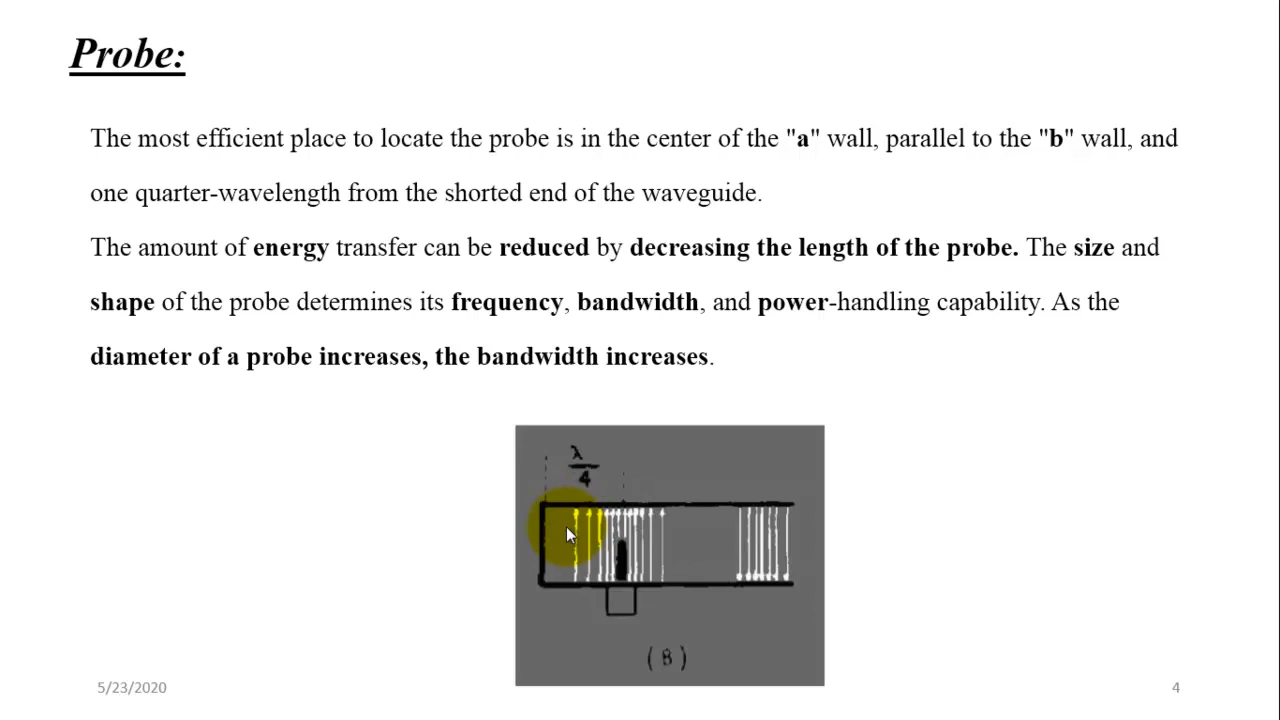 Probe:
The most efficient place to locate the probe is in the center of the "a" wall, parallel to the "b" wall, and
one quarter-wavelength from the shorted end of the waveguide.
The amount of energy transfer can be reduced by decreasing the length of the probe. The size and
shape of the probe determines its frequency, bandwidth, and power-handling capability. As the
diameter of a probe increases, the bandwidth increases.
λ
4
( B )
5/23/2020
4